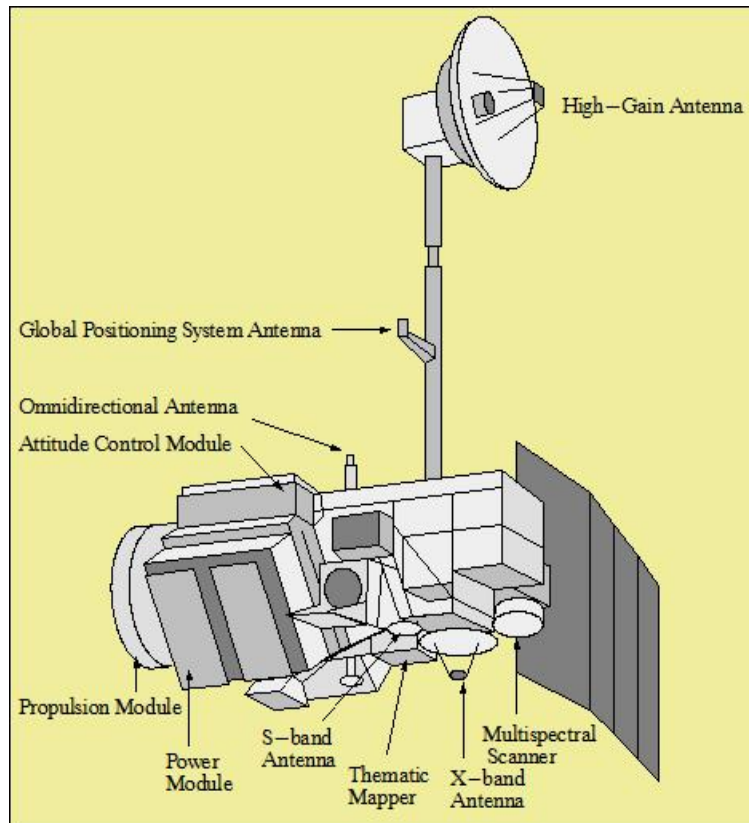 High-Gain Antenna
Global Positioning System Antenna
Omnidirectional Antenna
Attitude Control Module
Propulsion Module
Power
Module
S-band
Antenna
Thematic
Mapper
X-band
Antenna
Multispectral
Scanner